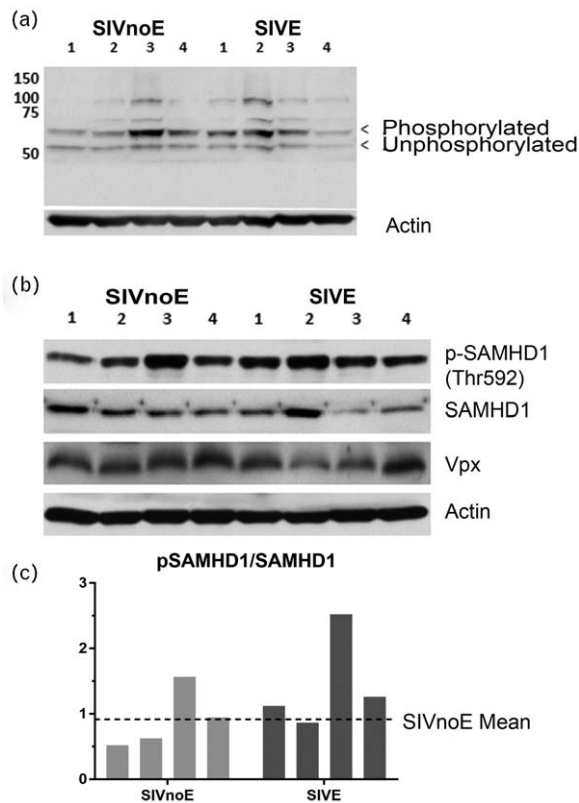 (a)
SIVnoE SIVE
1 2 3 4 1 2 3 4
150
100
75
< Phosphorylated
< Unphosphorylated
50
Actin
(b)
SIVnoE SIVE
1 2 3 4 1 2 3 4
p-SAMHD1
(Thr592)
SAMHD1
Vpx
Actin
pSAMHD1/SAMHD1
(c)
3
2
1
0
SIVnoE Mean
SIVnoE SIVE